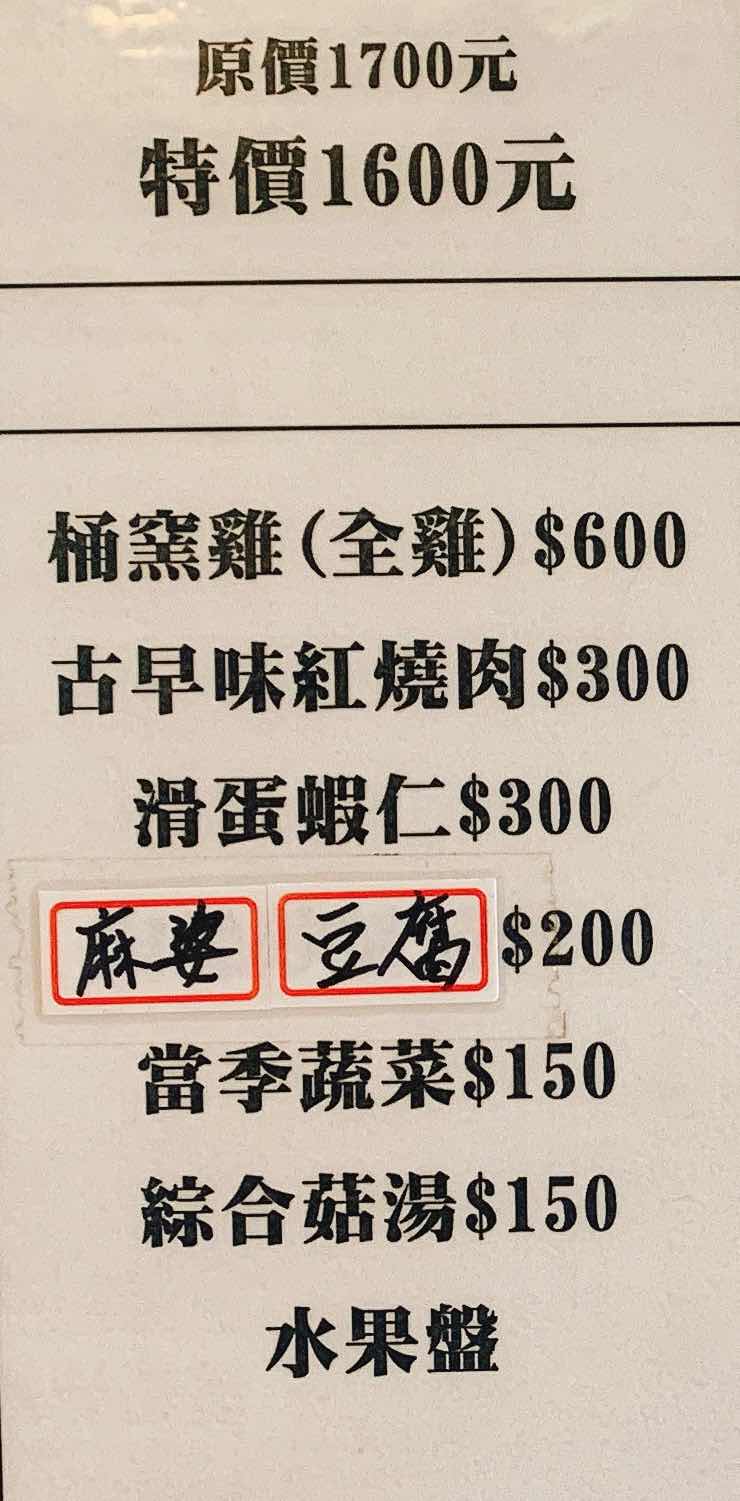 原價1700元
特價1600元
桶窯雞(全雞)$600
古早味紅燒肉$300
滑蛋蝦仁$300
麻婆 豆腐 $200
當季蔬菜$150
綜合菇湯$150
水果盤